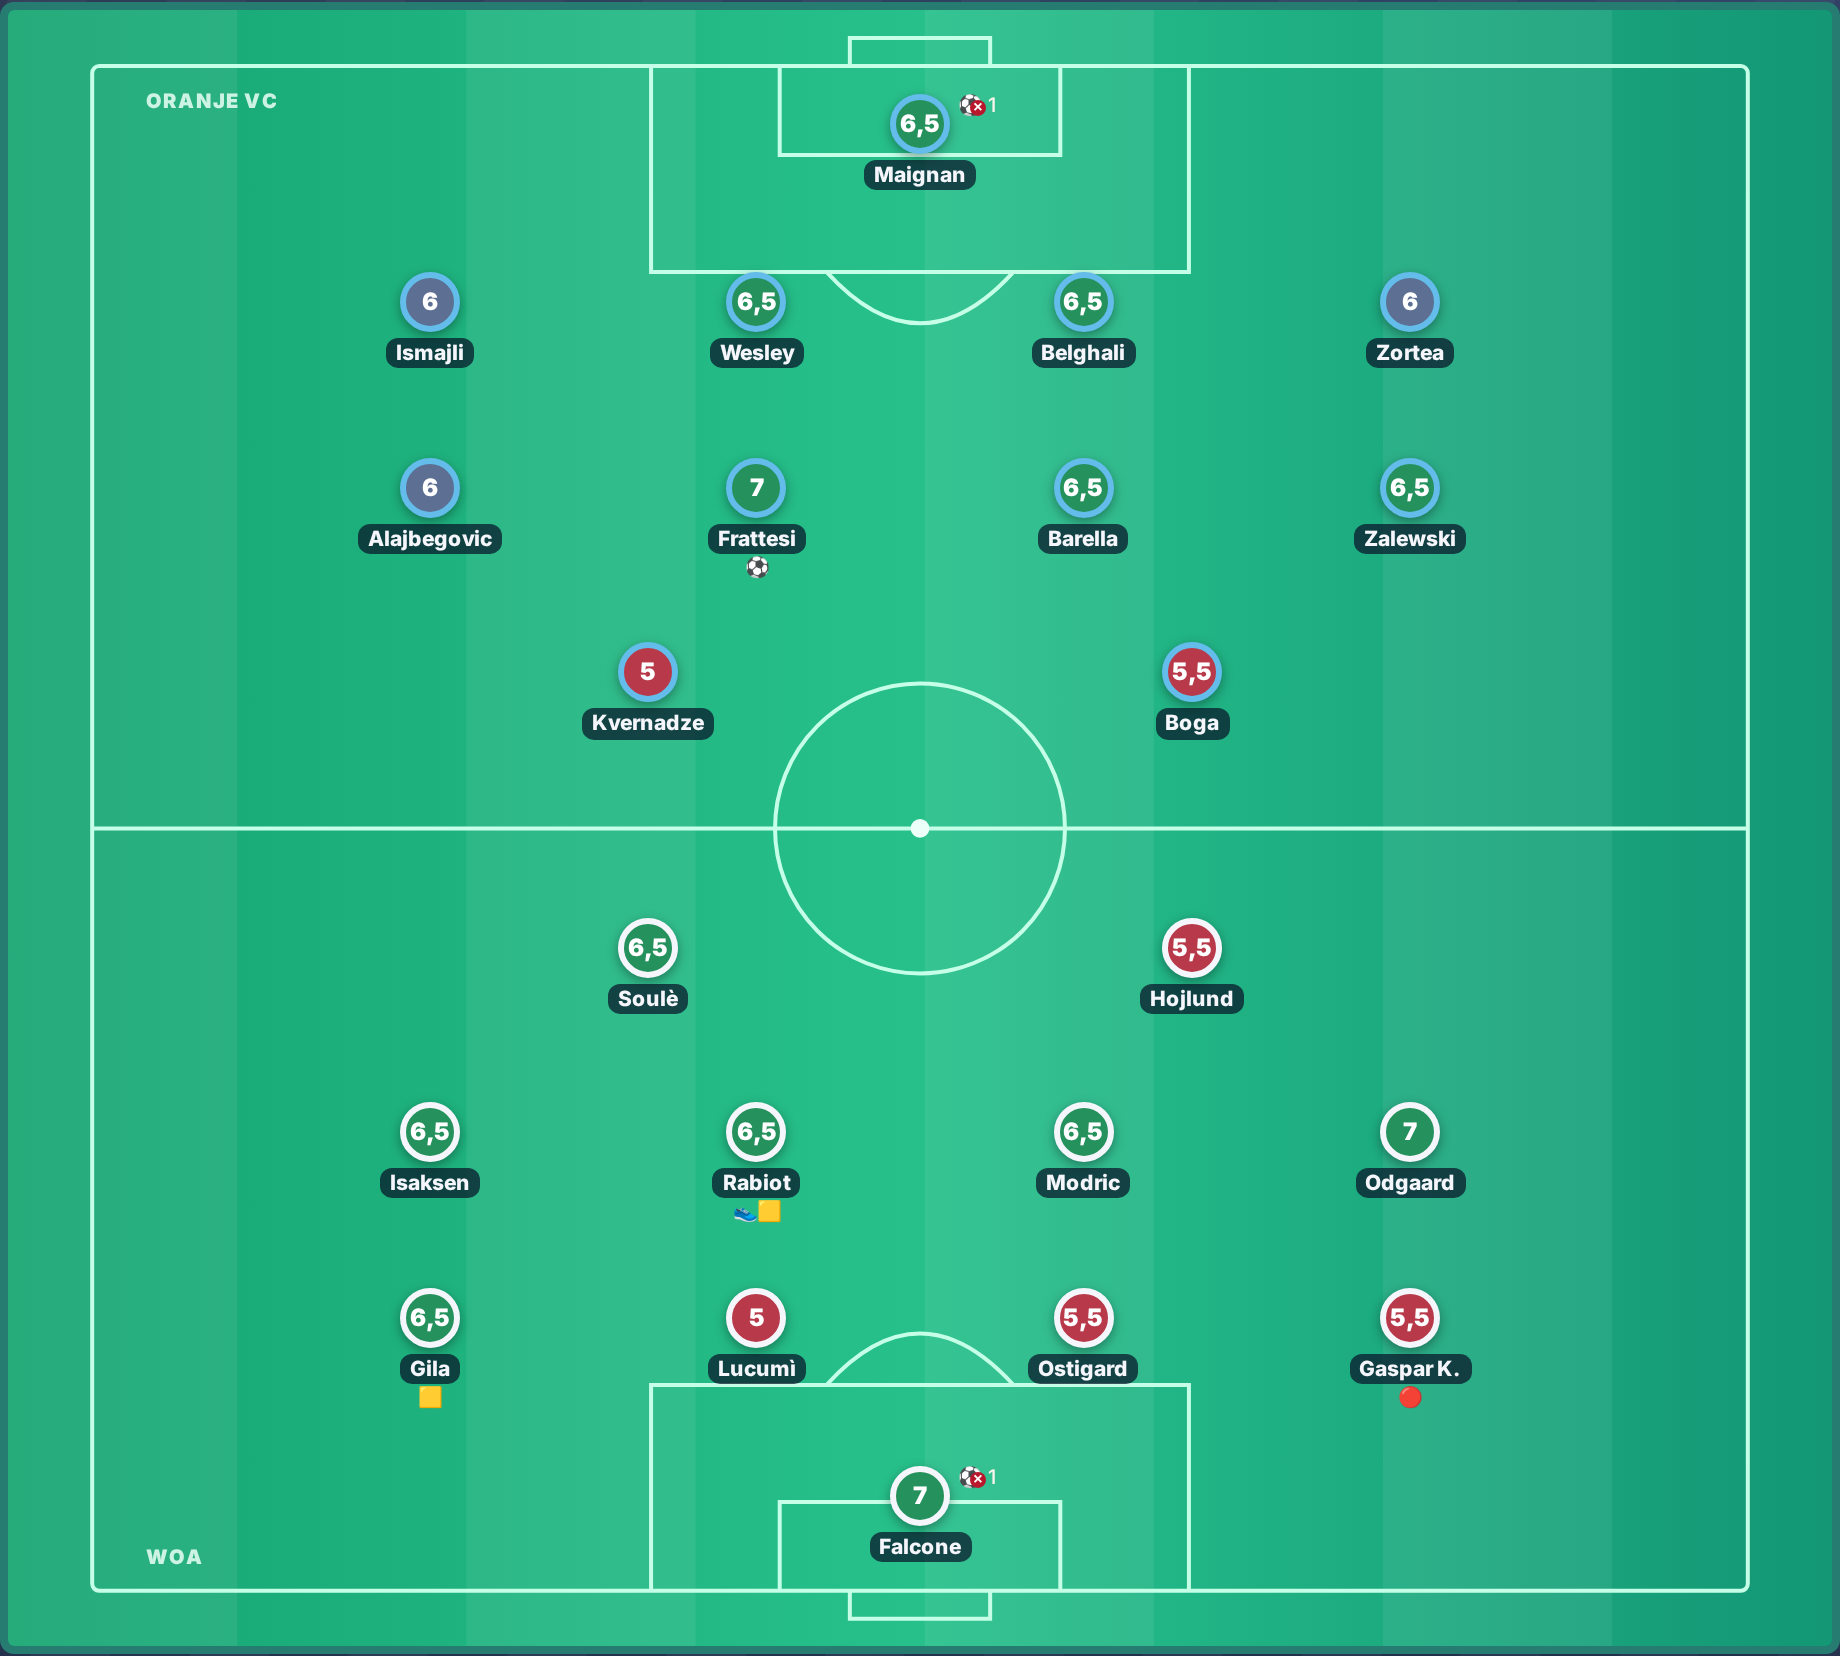 ORANJE VC
6,5
1
Maignan
6
6,5
6,5
6
Ismajli
Wesley
Belghali
Zortea
6
7
6,5
6,5
Alajbegovic
Frattesi
Barella
Zalewski
5
5,5
Kvernadze
Boga
6,5
5,5
Soulè
Hojlund
6,5
6,5
6,5
7
Isaksen
Rabiot
Modric
Odgaard
6,5
5
5,5
5,5
Gila
Lucumì
Ostigard
Gaspar K.
1
7
Falcone
WOA